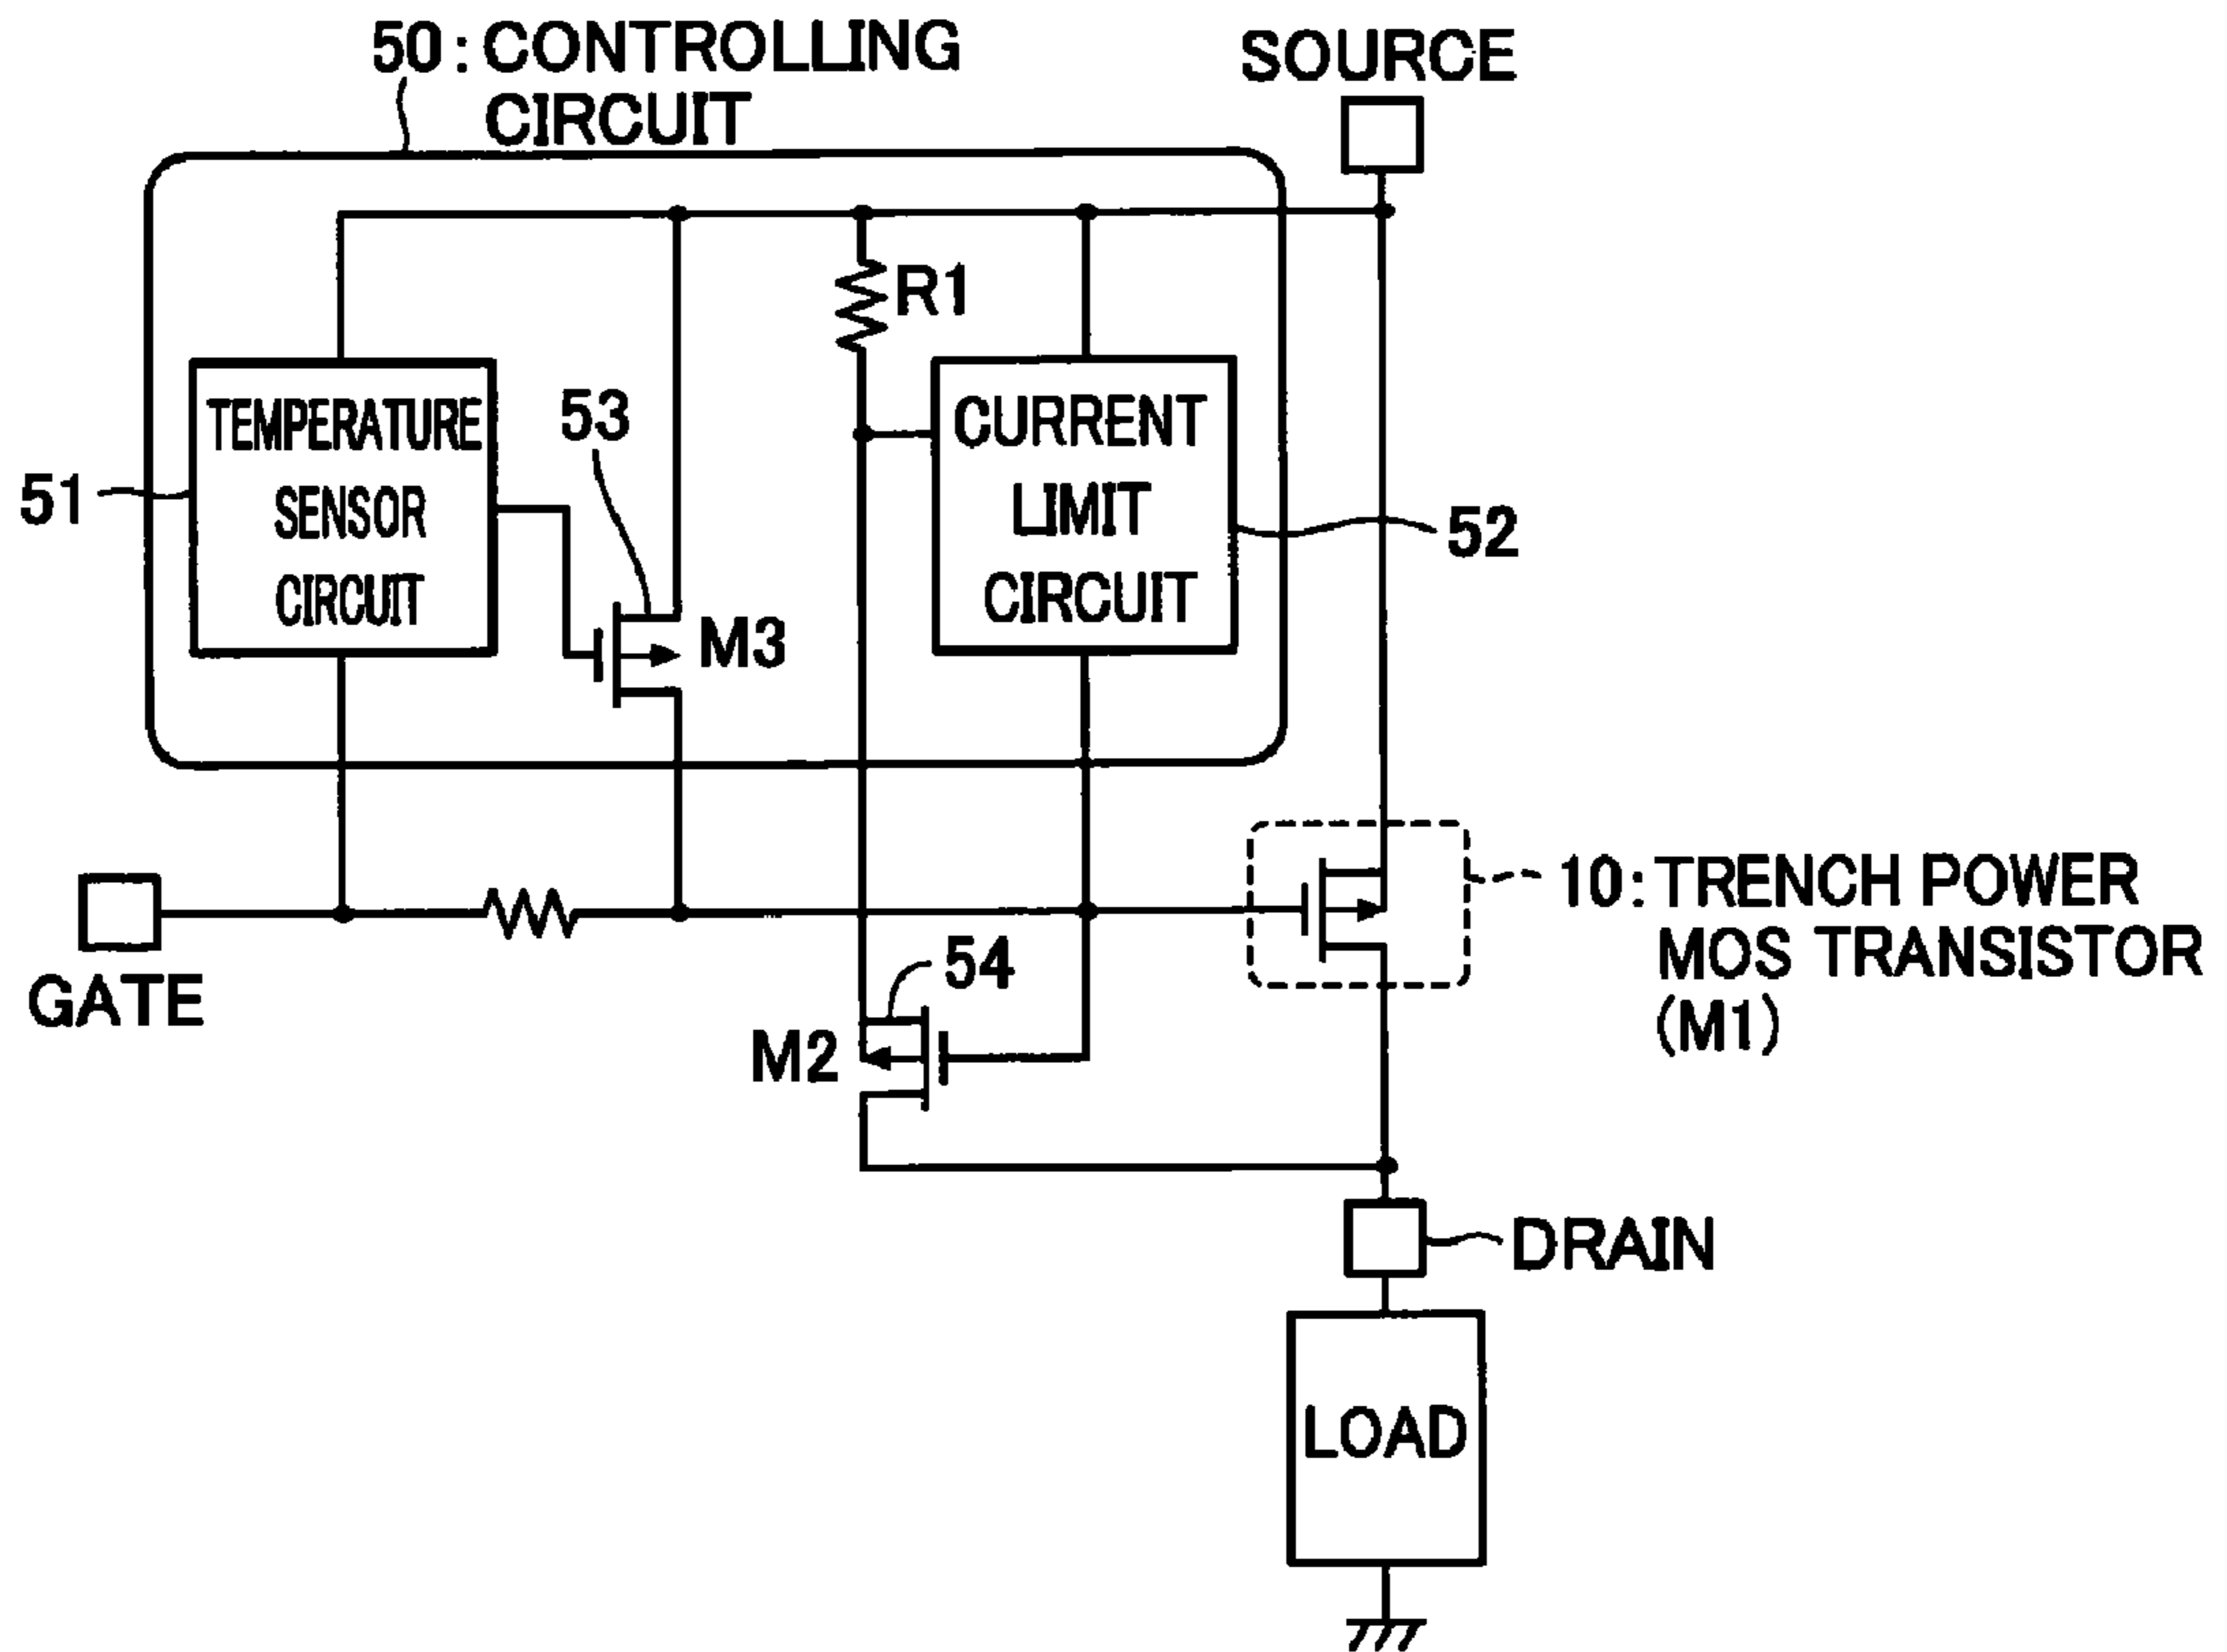 50: CONTROLLING
CIRCUIT
SOURCE
R1
TEMPERATURE
SENSOR
CIRCUIT
51
53
M3
CURRENT
LIMIT
CIRCUIT
52
GATE
54
M2
10: TRENCH POWER
MOS TRANSISTOR
(M1)
DRAIN
LOAD